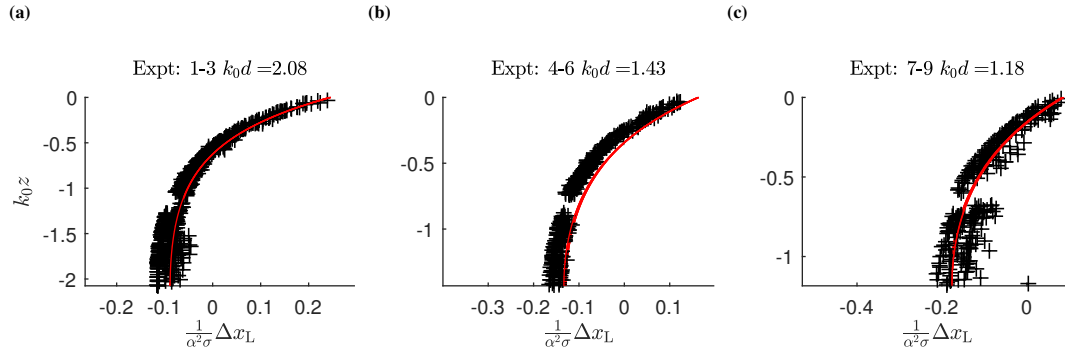 (a)
Expt: 1-3 k₀d =2.08
0
-0.5
-1
-1.5
-2
k₀z
-0.2 -0.1 0 0.1 0.2
1/α²σ Δx_L
(b)
Expt: 4-6 k₀d =1.43
0
-0.5
-1
-0.3 -0.2 -0.1 0 0.1
1/α²σ Δx_L
(c)
Expt: 7-9 k₀d =1.18
0
-0.5
-1
-0.4 -0.2 0
1/α²σ Δx_L